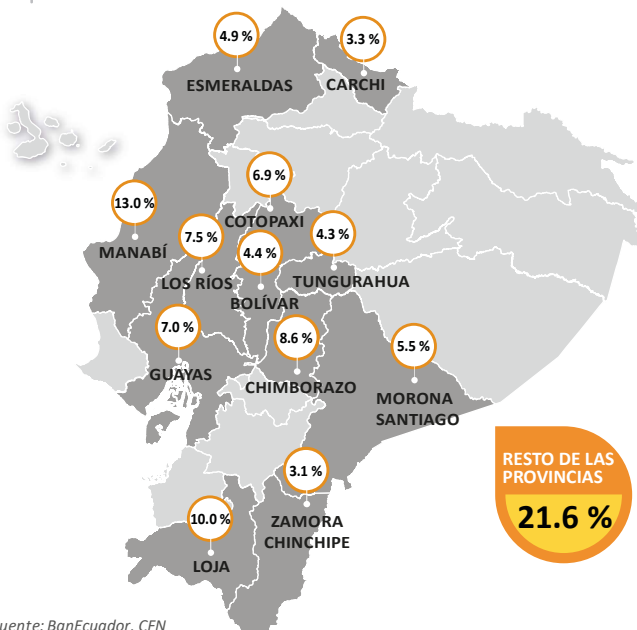 4.9 %
ESMERALDAS
3.3 %
CARCHI
6.9 %
COTOPAXI
13.0 %
MANABÍ
7.5 %
LOS RÍOS
4.4 %
BOLÍVAR
4.3 %
TUNGURAHUA
7.0 %
GUAYAS
8.6 %
CHIMBORAZO
5.5 %
MORONA
SANTIAGO
3.1 %
ZAMORA
CHINCHIPE
10.0 %
LOJA
RESTO DE LAS
PROVINCIAS
21.6 %
uente: BanEcuador, CFN